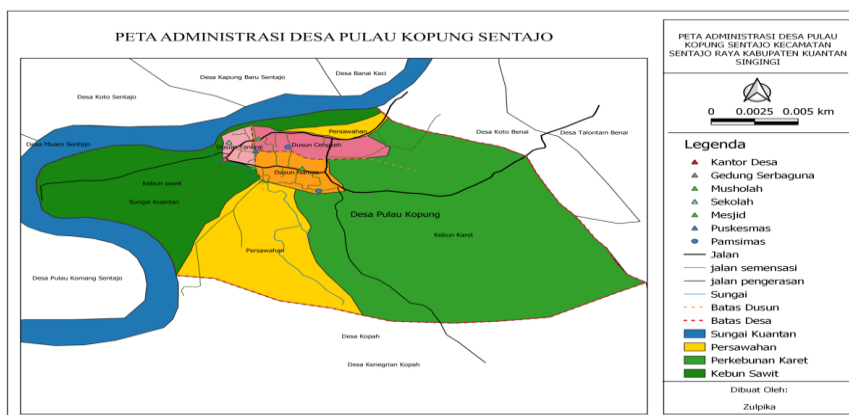 PETA ADMINISTRASI DESA PULAU KOPUNG SENTAJO
Desa Kapung Baru Sentajo
Desa Banai Keci
Desa Koto Sentajo
Persawahan
Desa Koto Benai
Desa Talontam Benai
Desa Muaro Sentajo
Dusun
Dusun Cengkeh
Kebun sawit
Dusun
Sungai Kuantan
Desa Pulau Kopung
Kebun Karet
Persawahan
Desa Pulau Komang Sentajo
Desa Kopah
Desa Kenegrian Kopah
PETA ADMINISTRASI DESA PULAU
KOPUNG SENTAJO KECAMATAN
SENTAJO RAYA KABUPATEN KUANTAN
SINGINGI
0 0.0025 0.005 km
Legenda
Kantor Desa
Gedung Serbaguna
Musholah
Sekolah
Mesjid
Puskesmas
Pamsimas
Jalan
jalan semensasi
jalan pengerasan
Sungai
Batas Dusun
Batas Desa
Sungai Kuantan
Persawahan
Perkebunan Karet
Kebun Sawit
Dibuat Oleh:
Zulpika